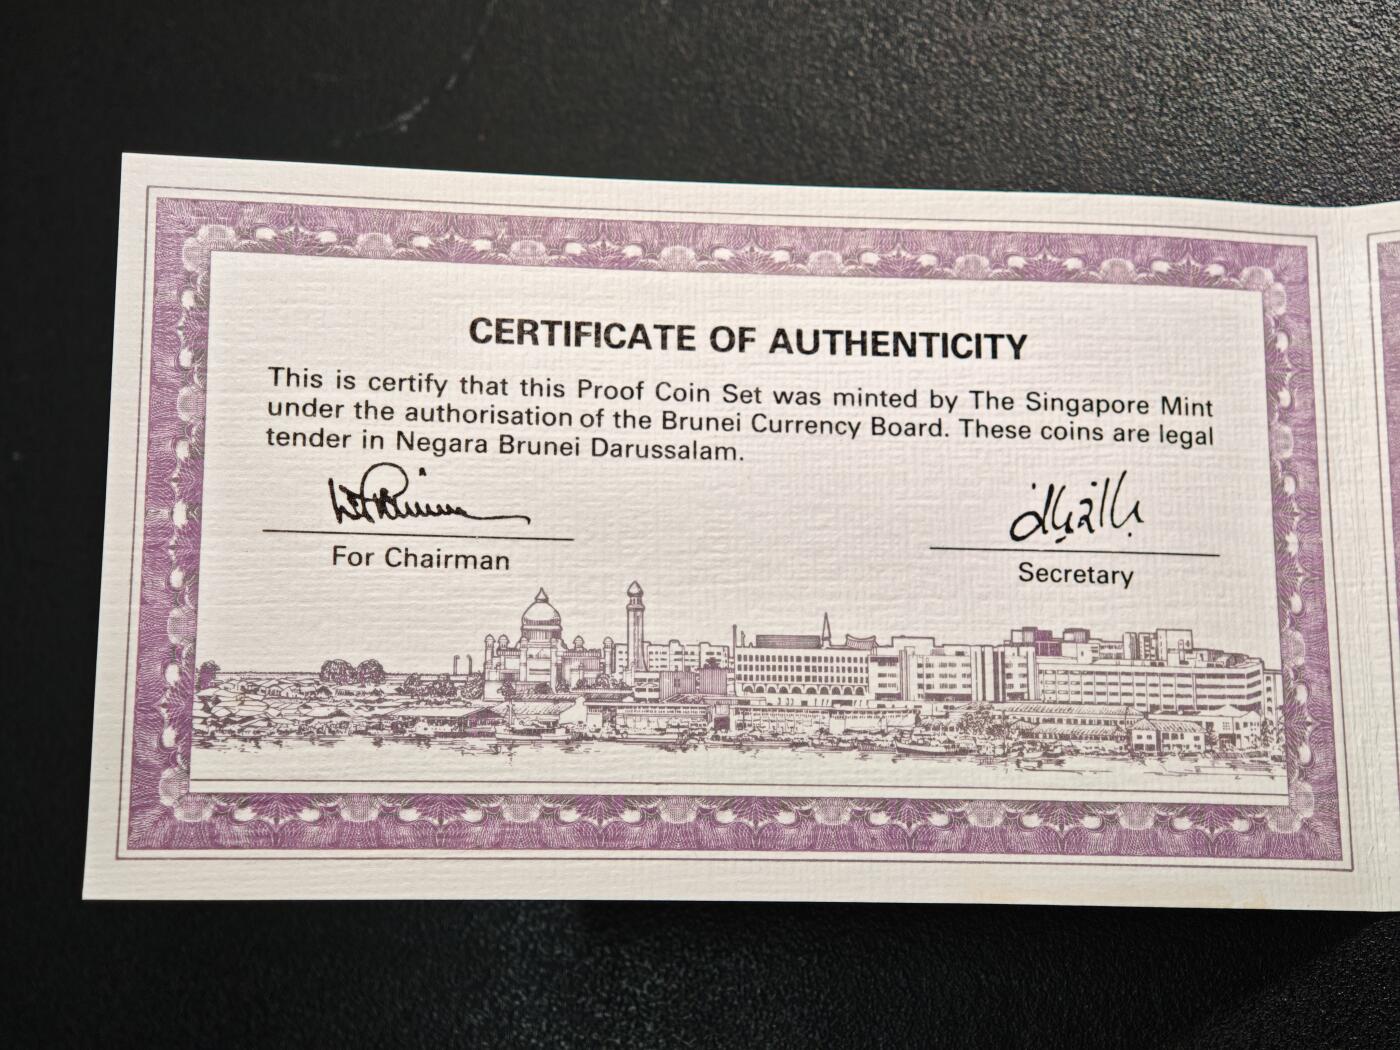 CERTIFICATE OF AUTHENTICITY
This is certify that this Proof Coin Set was minted by The Singapore Mint
under the authorisation of the Brunei Currency Board. These coins are legal
tender in Negara Brunei Darussalam.
For Chairman
Secretary